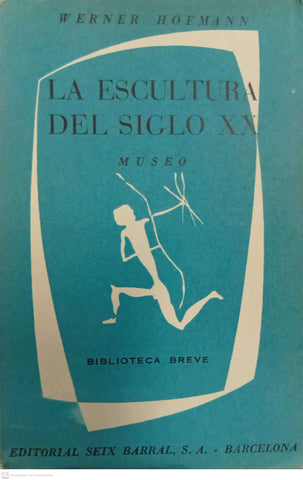 WERNER HOFMANN
LA ESCULTURA
DEL SIGLO XX
MUSEO
BIBLIOTECA BREVE
EDITORIAL SEIX BARRAL, S. A. - BARCELONA